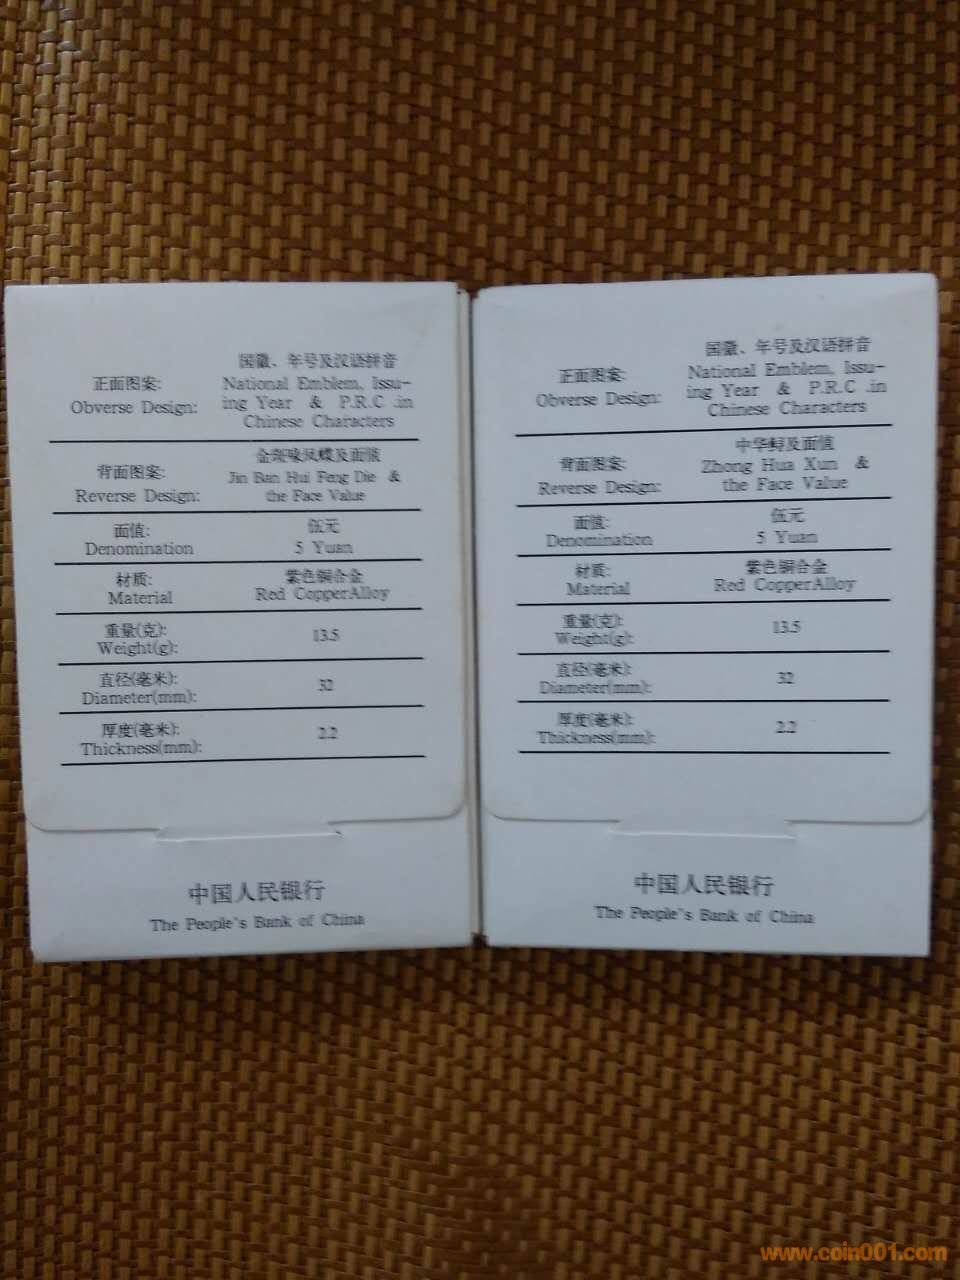 国徽、年号及汉语拼音
正面图案:
National Emblem, Issu-
ing Year & P.R.C .in
Obverse Design:
Chinese Characters
金斑喙凤蝶及面值
背面图案:
Jin Ban Hui Feng Die &
Reverse Design:
the Face Value
面值:
伍元
Denomination
5 Yuan
材质:
紫色铜合金
Material
Red CopperAlloy
重量(克):
Weight(g):
13.5
直径(毫米):
Diameter(mm):
32
厚度(毫米):
Thickness(mm):
2.2
中国人民银行
The People's Bank of China
国徽、年号及汉语拼音
正面图案:
National Emblem, Issu-
ing Year & P.R.C .in
Obverse Design:
Chinese Characters
中华鲟及面值
背面图案:
Zhong Hua Xun &
Reverse Design:
the Face Value
面值:
伍元
Denomination
5 Yuan
材质:
紫色铜合金
Material
Red CopperAlloy
重量(克):
Weight(g):
13.5
直径(毫米):
Diameter(mm):
32
厚度(毫米):
Thickness(mm):
2.2
中国人民银行
The People's Bank of China
www.coin001.com